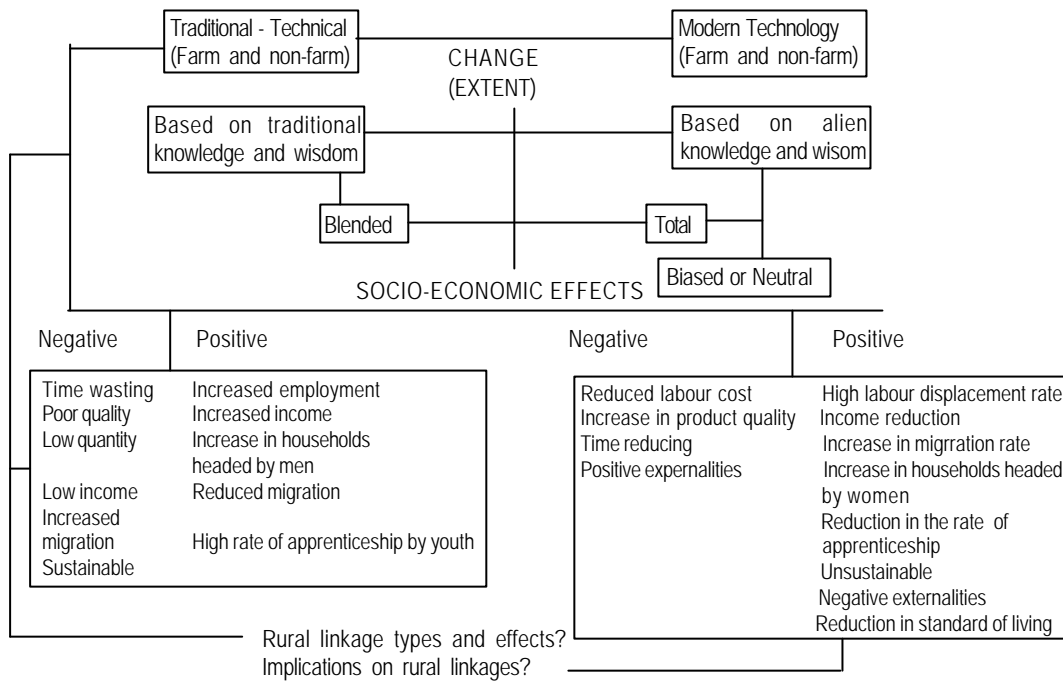 Traditional - Technical
(Farm and non-farm)
Modern Technology
(Farm and non-farm)
CHANGE
(EXTENT)
Based on traditional
knowledge and wisdom
Based on alien
knowledge and wisom
Blended
Total
Biased or Neutral
SOCIO-ECONOMIC EFFECTS
Negative
Positive
Time wasting
Poor quality
Low quantity
Low income
Increased
migration
Sustainable
Increased employment
Increased income
Increase in households
headed by men
Reduced migration
High rate of apprenticeship by youth
Negative
Positive
Reduced labour cost
Increase in product quality
Time reducing
Positive expernalities
High labour displacement rate
Income reduction
Increase in migrration rate
Increase in households headed
by women
Reduction in the rate of
apprenticeship
Unsustainable
Negative externalities
Reduction in standard of living
Rural linkage types and effects?
Implications on rural linkages?